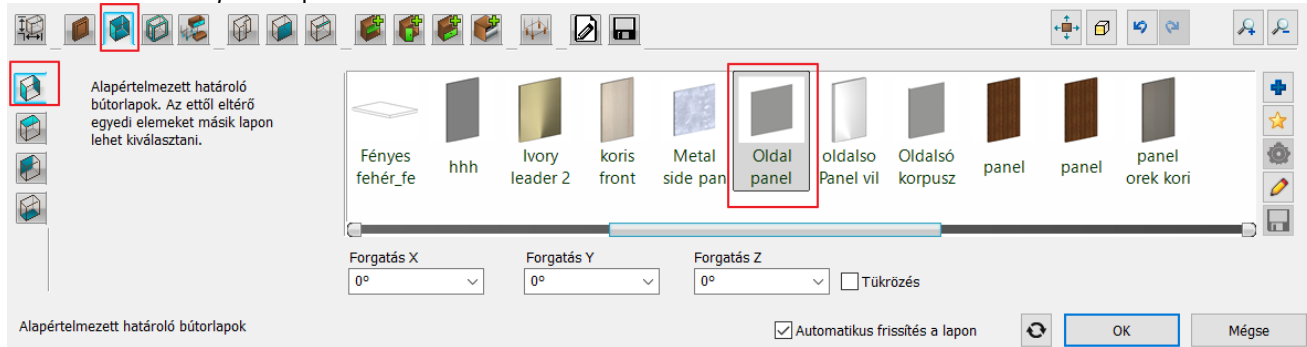 Alapértelmezett határoló
bútorlapok. Az ettől eltérő
egyedi elemeket másik lapon
lehet kiválasztani.
Fényes
fehér_fe
hhh
Ivory
leader 2
koris
front
Metal
side pan
Oldal
panel
oldalso
Panel vil
Oldalsó
korpusz
panel
panel
panel
orek kori
Forgatás X
0°
Forgatás Y
0°
Forgatás Z
0°
Tükrözés
Alapértelmezett határoló bútorlapok
Automatikus frissítés a lapon
OK
Mégse